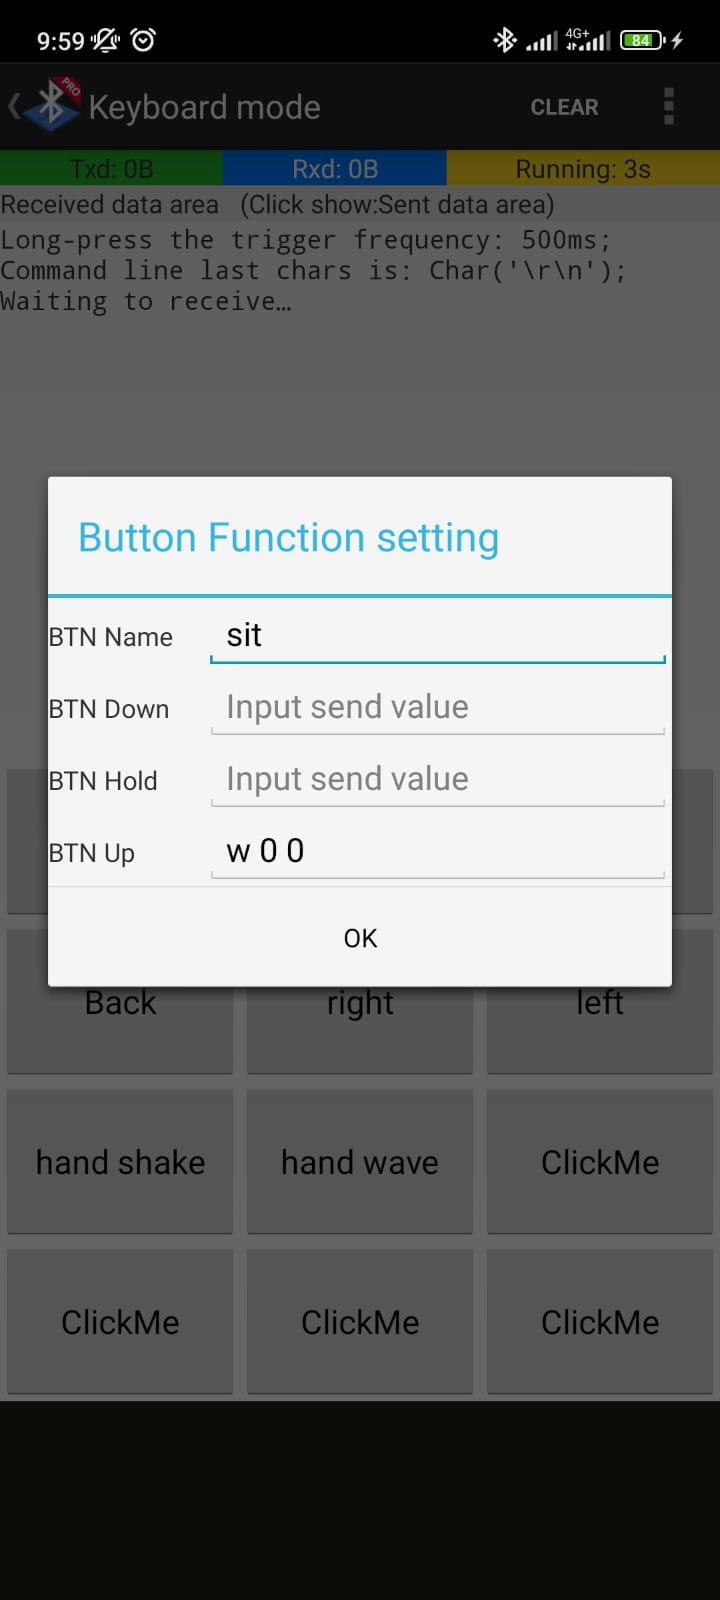 9:59
4G+
84
PRO
Keyboard mode
CLEAR
Txd: 0B
Rxd: 0B
Running: 3s
Received data area (Click show:Sent data area)
Long-press the trigger frequency: 500ms;
Command line last chars is: Char('\r\n');
Waiting to receive…
Button Function setting
BTN Name
sit
BTN Down
Input send value
BTN Hold
Input send value
BTN Up
w 0 0
OK
Back
right
left
hand shake
hand wave
ClickMe
ClickMe
ClickMe
ClickMe